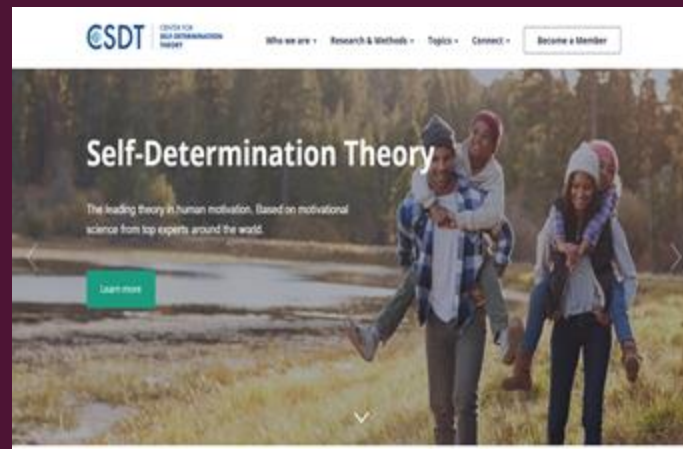 CSDT
CENTER FOR
SELF-DETERMINATION
THEORY
Who we are
Research & Methods
Topics
Connect
Become a Member
Self-Determination Theory
The leading theory in human motivation. Based on motivational
science from top experts around the world.
Learn more